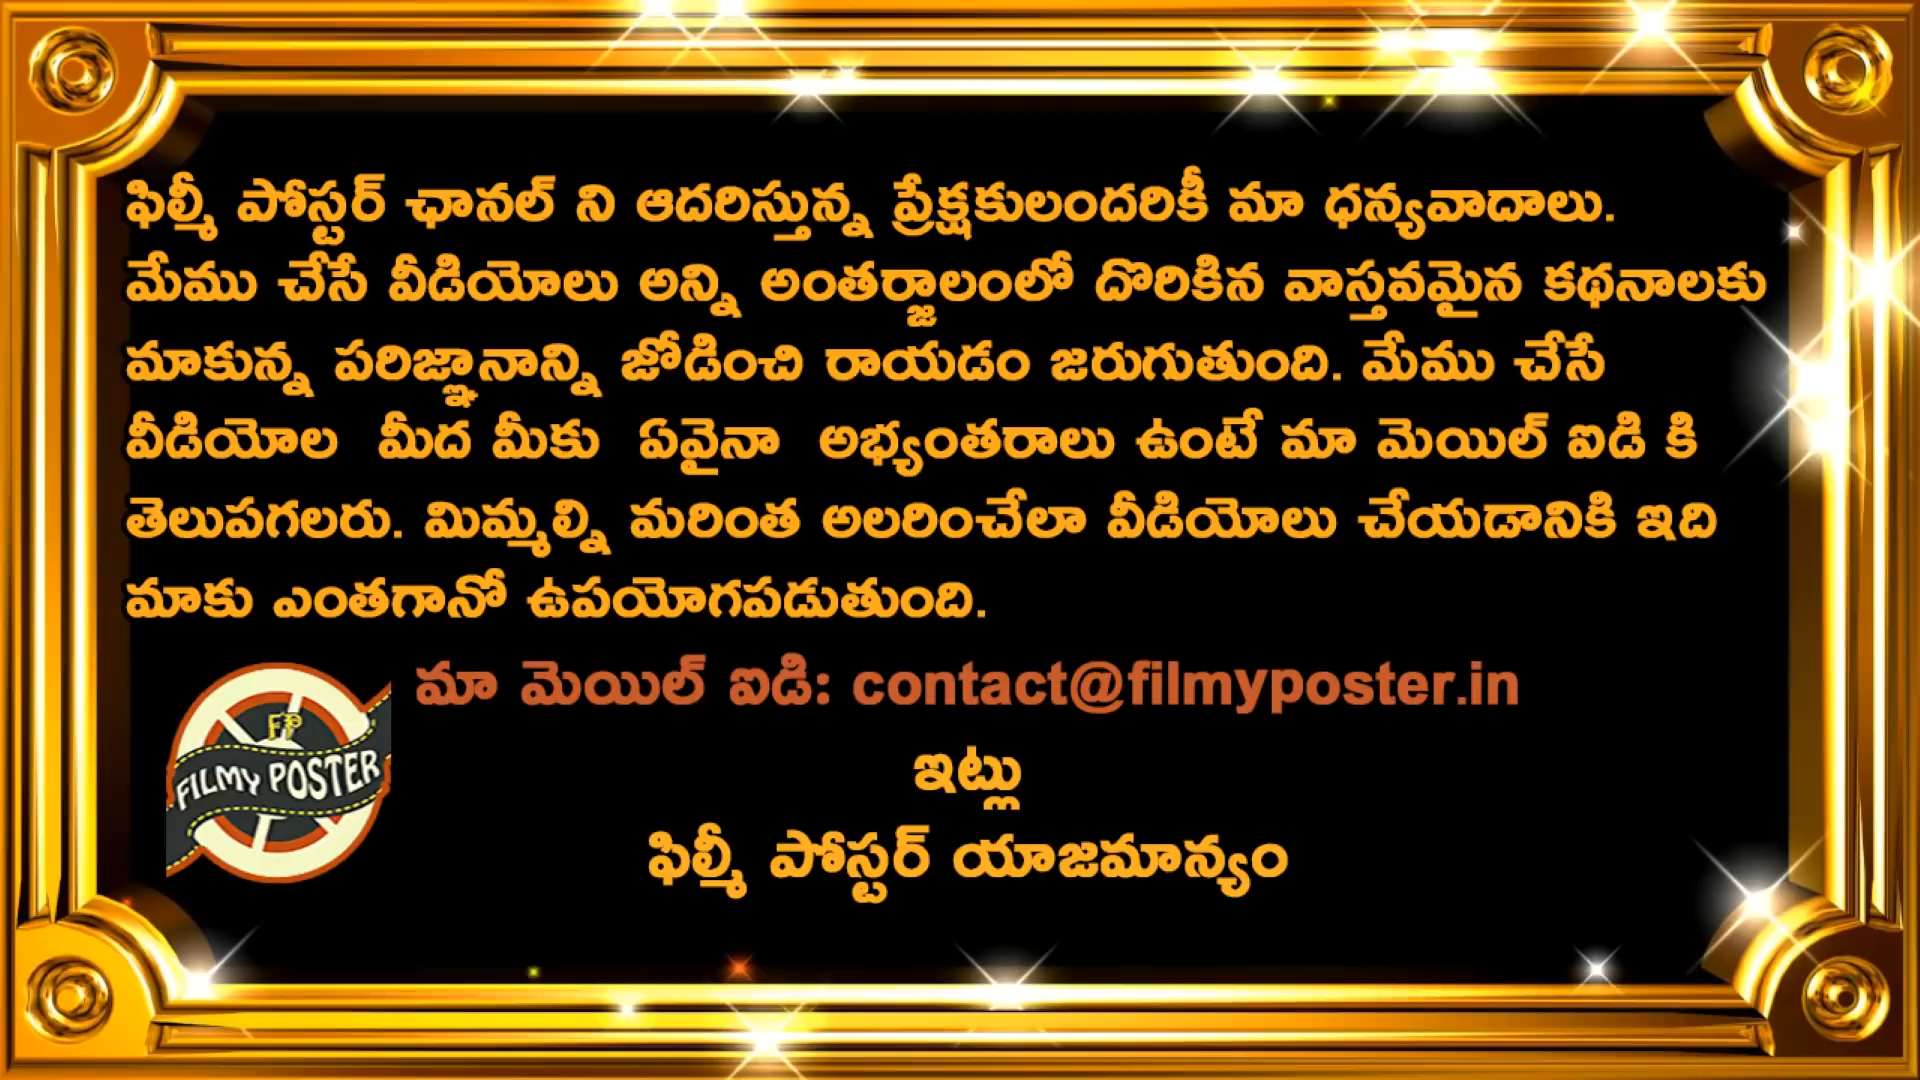 ఫిల్మీ పోస్టర్ ఛానల్ ని ఆదరిస్తున్న ప్రేక్షకులందరికీ మా ధన్యవాదాలు.
మేము చేసే వీడియోలు అన్ని అంతర్జాలంలో దొరికిన వాస్తవమైన కథనాలకు
మాకున్న పరిజ్ఞానాన్ని జోడించి రాయడం జరుగుతుంది. మేము చేసే
వీడియోల మీద మీకు ఏవైనా అభ్యంతరాలు ఉంటే మా మెయిల్ ఐడి కి
తెలుపగలరు. మిమ్మల్ని మరింత అలరించేలా వీడియోలు చేయడానికి ఇది
మాకు ఎంతగానో ఉపయోగపడుతుంది.
మా మెయిల్ ఐడి: contact@filmyposter.in
FP
FILMY POSTER
ఇట్లు
ఫిల్మీ పోస్టర్ యాజమాన్యం